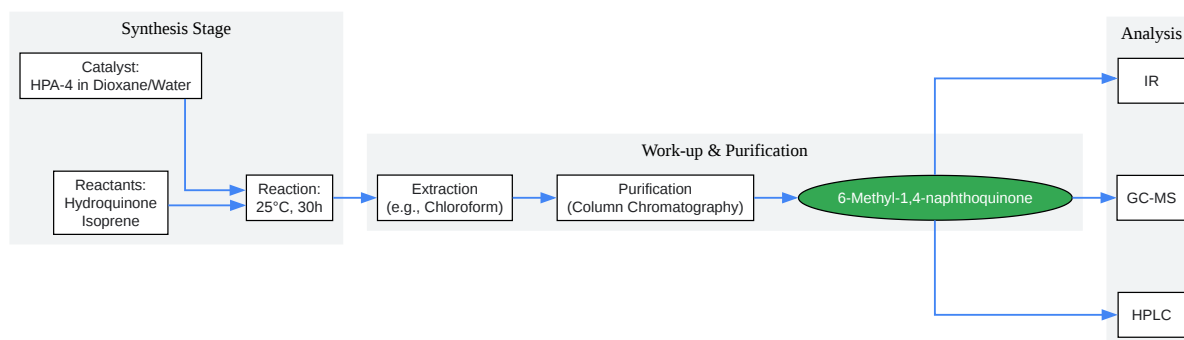 Synthesis Stage
Catalyst:
HPA-4 in Dioxane/Water
Reactants:
Hydroquinone
Isoprene
Reaction:
25°C, 30h
Work-up & Purification
Extraction
(e.g., Chloroform)
Purification
(Column Chromatography)
6-Methyl-1,4-naphthoquinone
Analysis
IR
GC-MS
HPLC